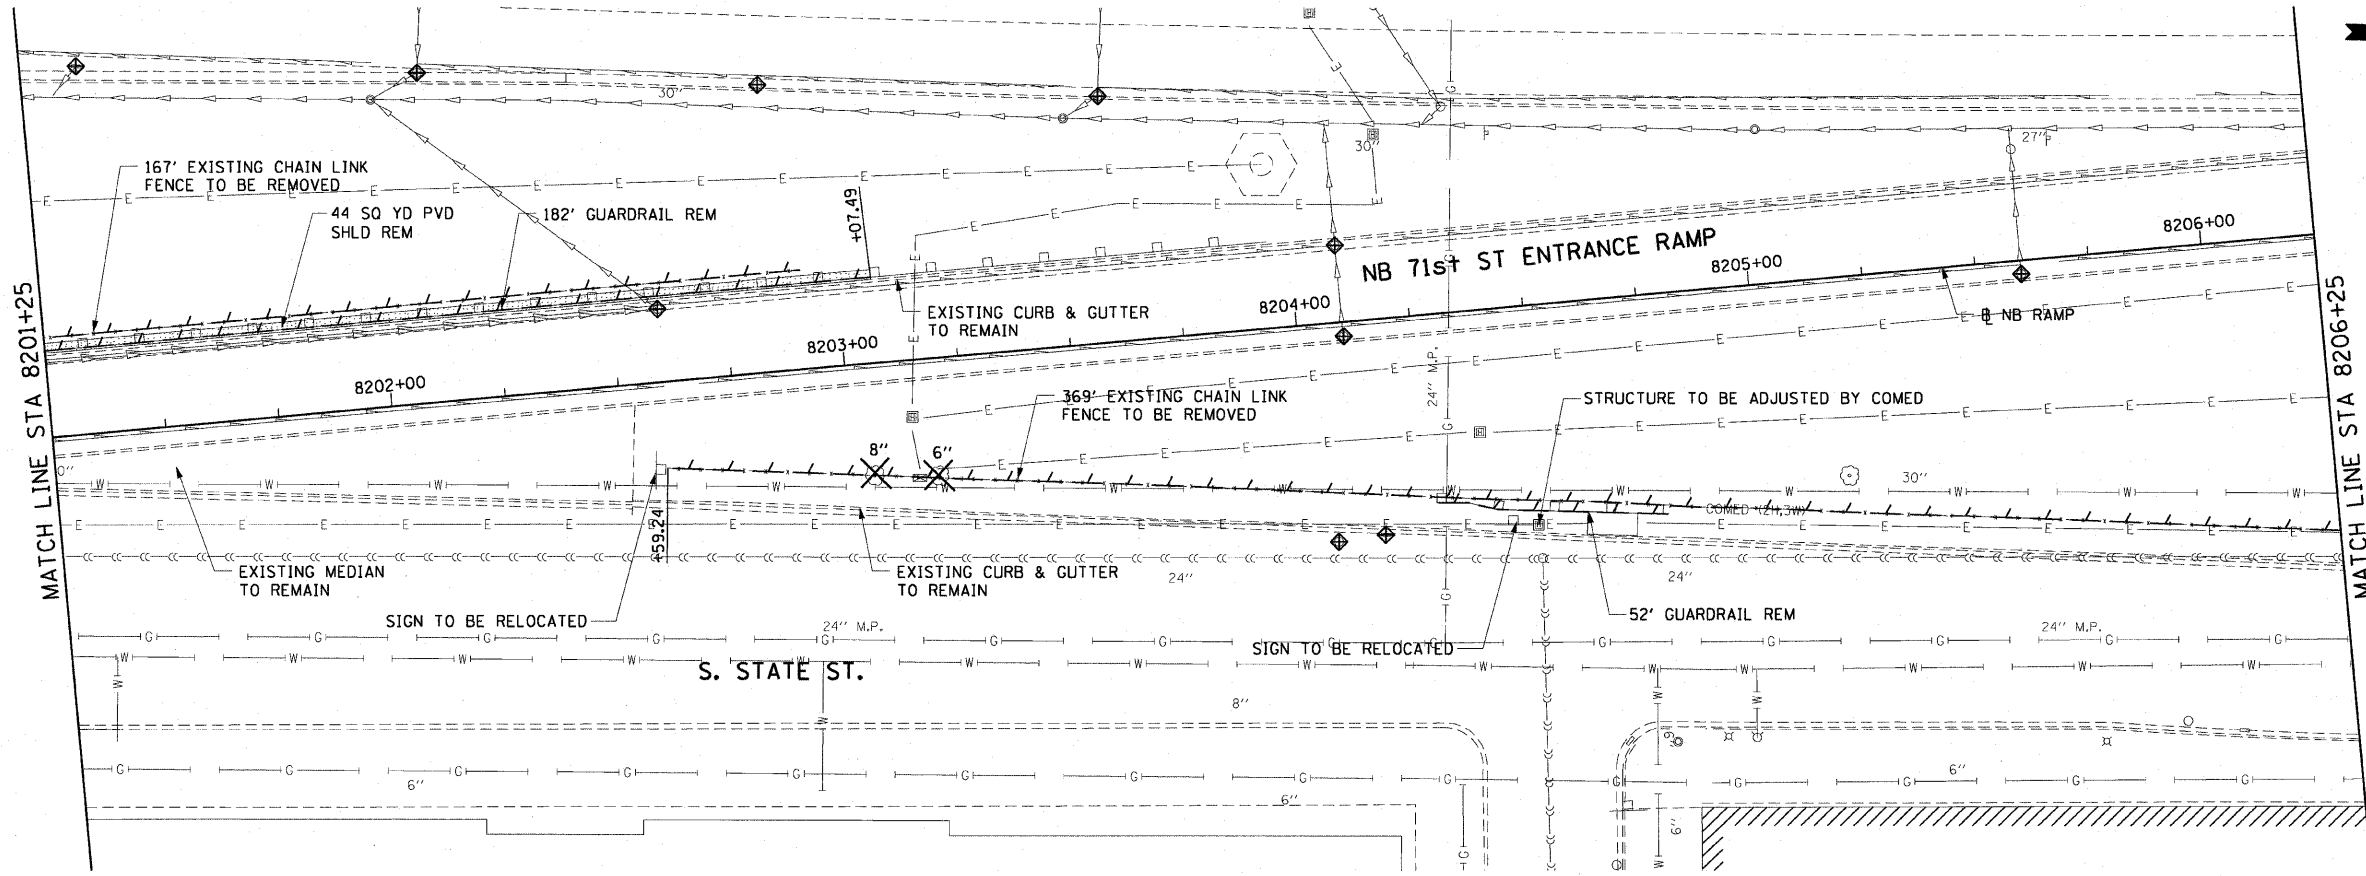 30"
30"
27"
167' EXISTING CHAIN LINK
FENCE TO BE REMOVED
44 SQ YD PVD
SHLD REM
182' GUARDRAIL REM
+07.49
NB 71st ST ENTRANCE RAMP
8206+00
8205+00
8204+00
8203+00
8202+00
EXISTING CURB & GUTTER
TO REMAIN
NB RAMP
MATCH LINE STA 8201+25
MATCH LINE STA 8206+25
24" M.P.
369' EXISTING CHAIN LINK
FENCE TO BE REMOVED
STRUCTURE TO BE ADJUSTED BY COMED
8"
6"
0"
30"
COMED (2H,3W)
+59.24
EXISTING MEDIAN
TO REMAIN
EXISTING CURB & GUTTER
TO REMAIN
24"
24"
SIGN TO BE RELOCATED
52' GUARDRAIL REM
24" M.P.
24" M.P.
SIGN TO BE RELOCATED
S. STATE ST.
8"
6"
6"
6"
6"
6"